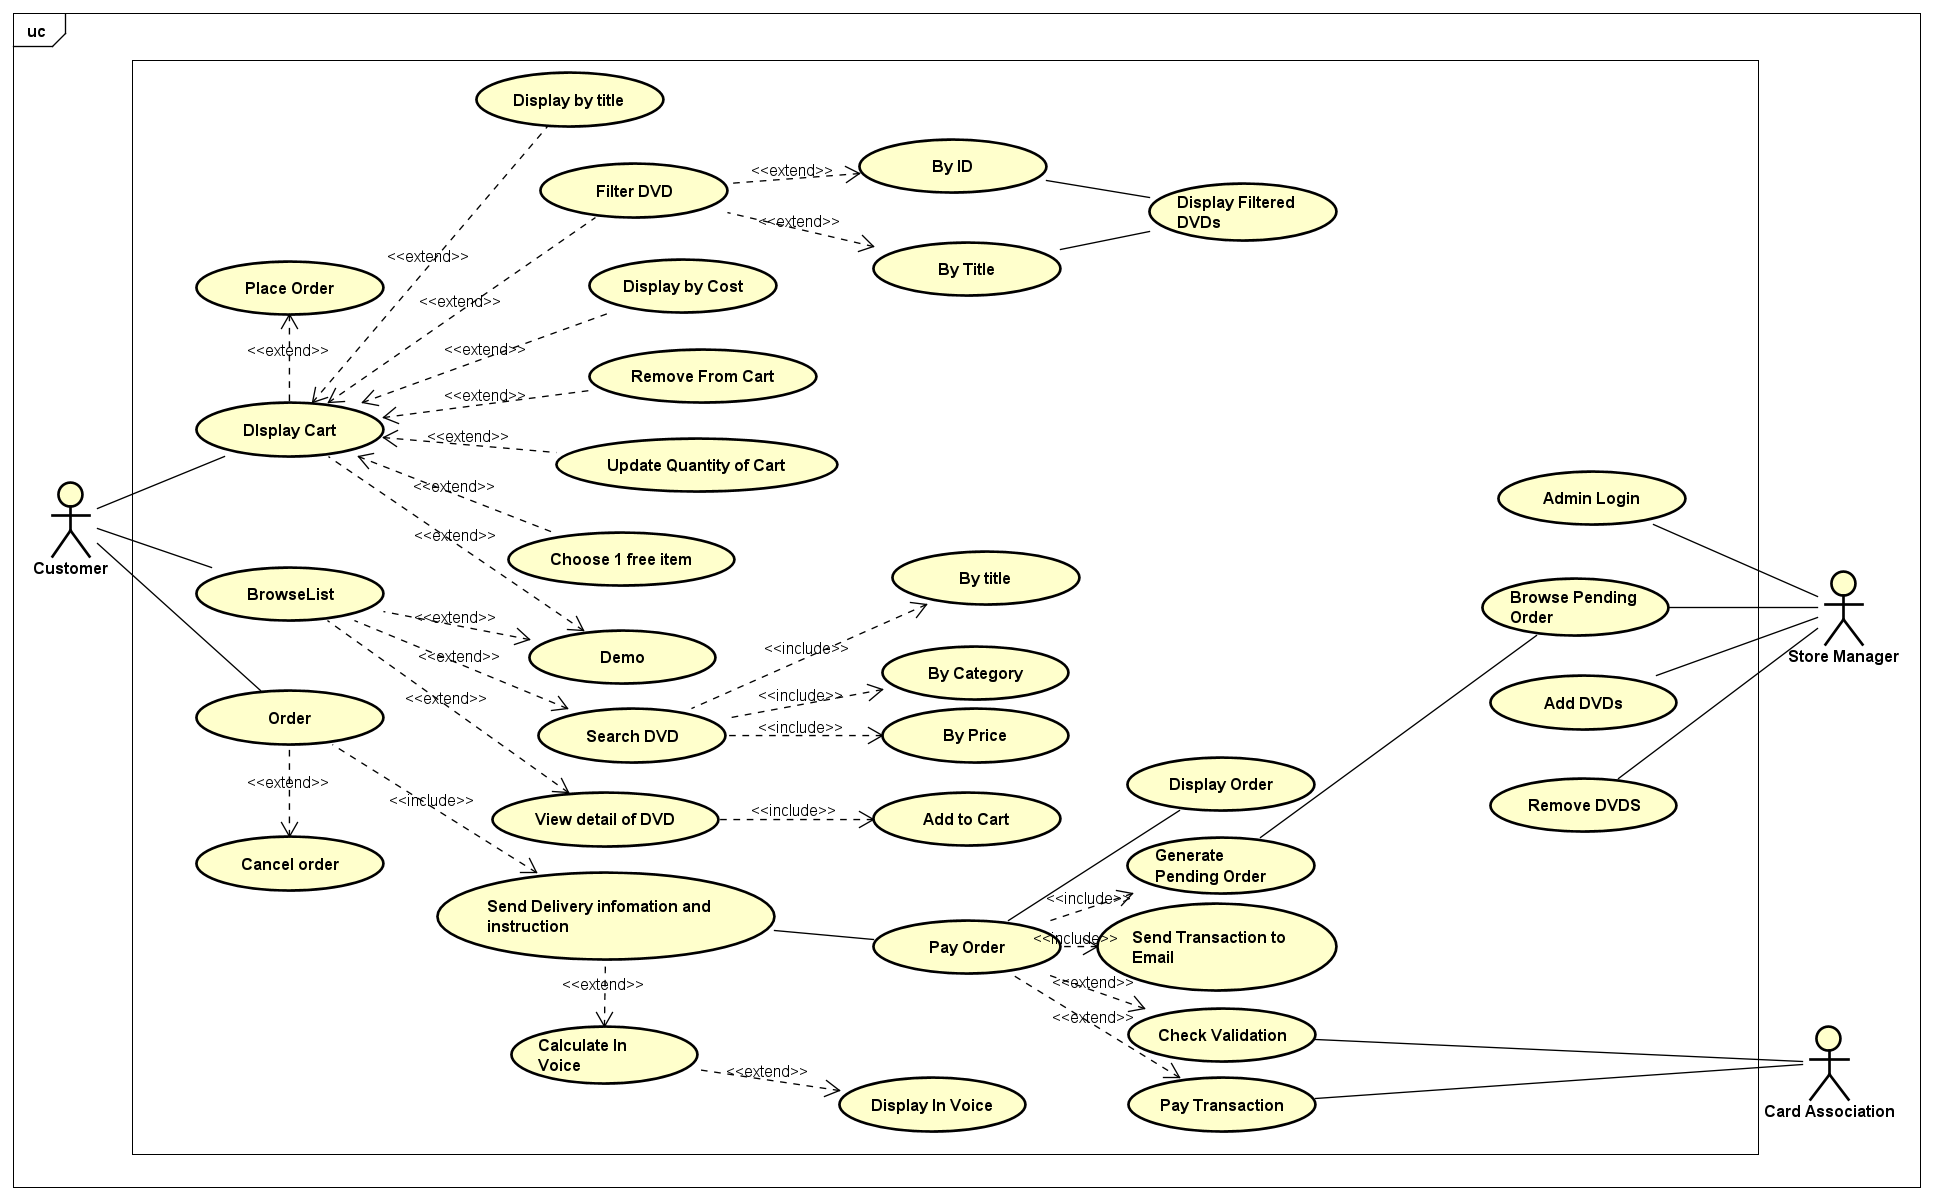 uc
Display by title
By ID
<<extend>>
Filter DVD
Display Filtered
DVDs
<<extend>>
<<extend>>
By Title
Place Order
Display by Cost
<<extend>>
<<extend>>
<<extend>>
Remove From Cart
<<extend>>
DIsplay Cart
<<extend>>
Update Quantity of Cart
<<extend>>
Admin Login
<<extend>>
Choose 1 free item
Customer
By title
BrowseList
Browse Pending
Order
<<extend>>
<<include>>
Demo
<<extend>>
Store Manager
By Category
<<extend>>
<<include>>
Add DVDs
Order
<<include>>
Search DVD
By Price
<<extend>>
Display Order
<<include>>
<<include>>
Remove DVDS
View detail of DVD
Add to Cart
Cancel order
Generate
Pending Order
<<include>>
Send Delivery infomation and
instruction
<<include>>
Send Transaction to
Email
Pay Order
<<extend>>
<<extend>>
<<extend>>
Check Validation
Calculate In
Voice
<<extend>>
Display In Voice
Pay Transaction
Card Association